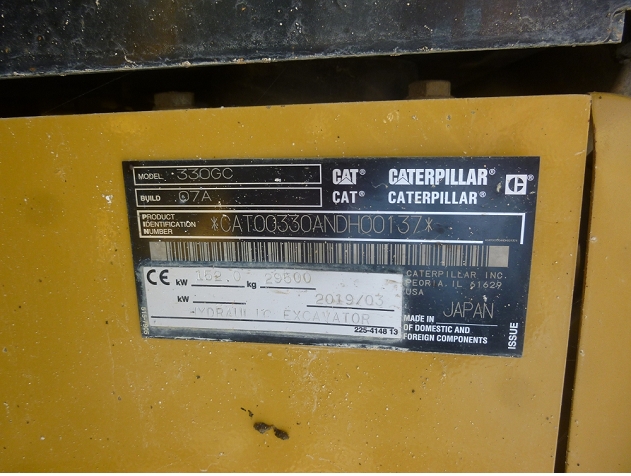 MODEL 330GC CAT CATERPILLAR C
BUILD 07A CAT CATERPILLAR
PRODUCT IDENTIFICATION NUMBER *CAT00330ANDH00137*
CE kW 162.0 kg 29800
kW 2019/03
HYDRAULIC EXCAVATOR
225-4148 13
CATERPILLAR INC.
PEORIA, IL 61629
USA
MADE IN JAPAN
OF DOMESTIC AND
FOREIGN COMPONENTS
ISSUE